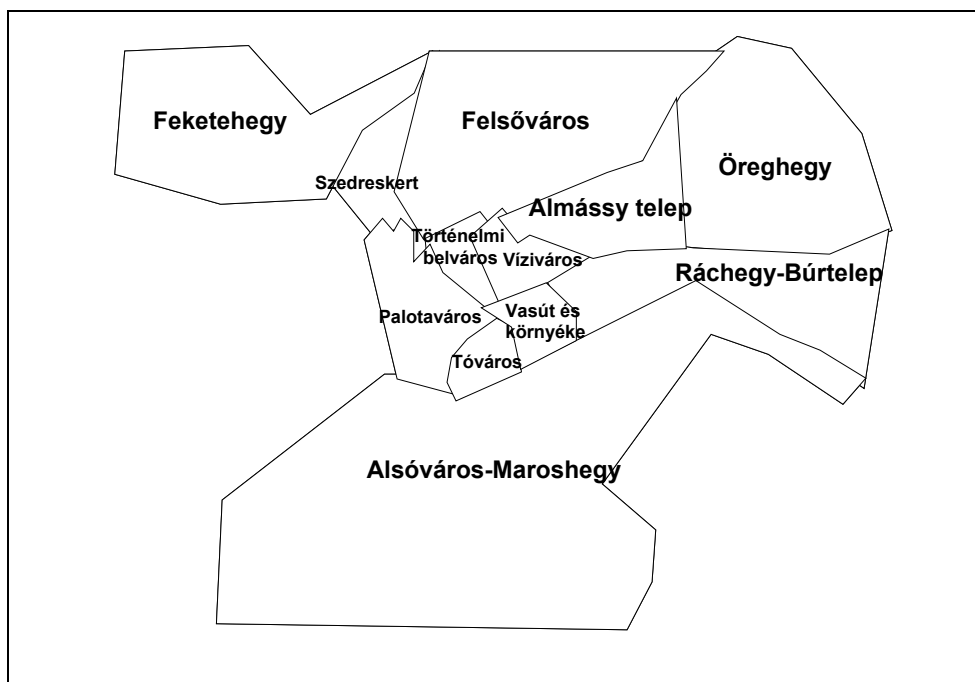 Feketehegy
Felsőváros
Öreghegy
Szedreskert
Almássy telep
Történelmi
belváros
Víziváros
Ráchegy-Búrtelep
Palotaváros
Vasút és
környéke
Tóváros
Alsóváros-Maroshegy